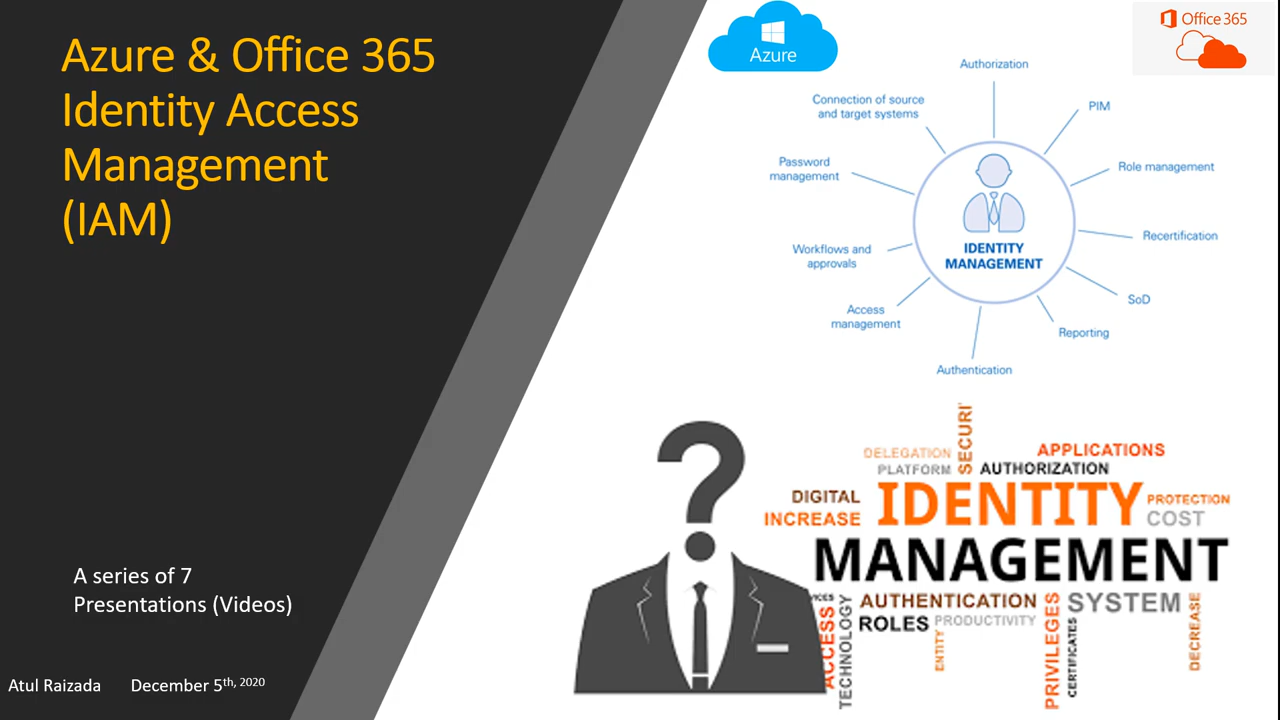 Azure & Office 365
Identity Access
Management
(IAM)
A series of 7
Presentations (Videos)
Atul Raizada
December 5th, 2020
Azure
Office 365
Authorization
Connection of source
and target systems
PIM
Password
management
Role management
Workflows and
approvals
Recertification
Access
management
SoD
Reporting
Authentication
IDENTITY
MANAGEMENT
DELEGATION
SECURI
APPLICATIONS
PLATFORM
AUTHORIZATION
DIGITAL
IDENTITY
PROTECTION
INCREASE
COST
MANAGEMENT
AUTHENTICATION
SYSTEM
ROLES
PRODUCTIVITY
ACCESS
TECHNOLOGY
ENTITY
PRIVILEGES
CERTIFICATES
DECREASE